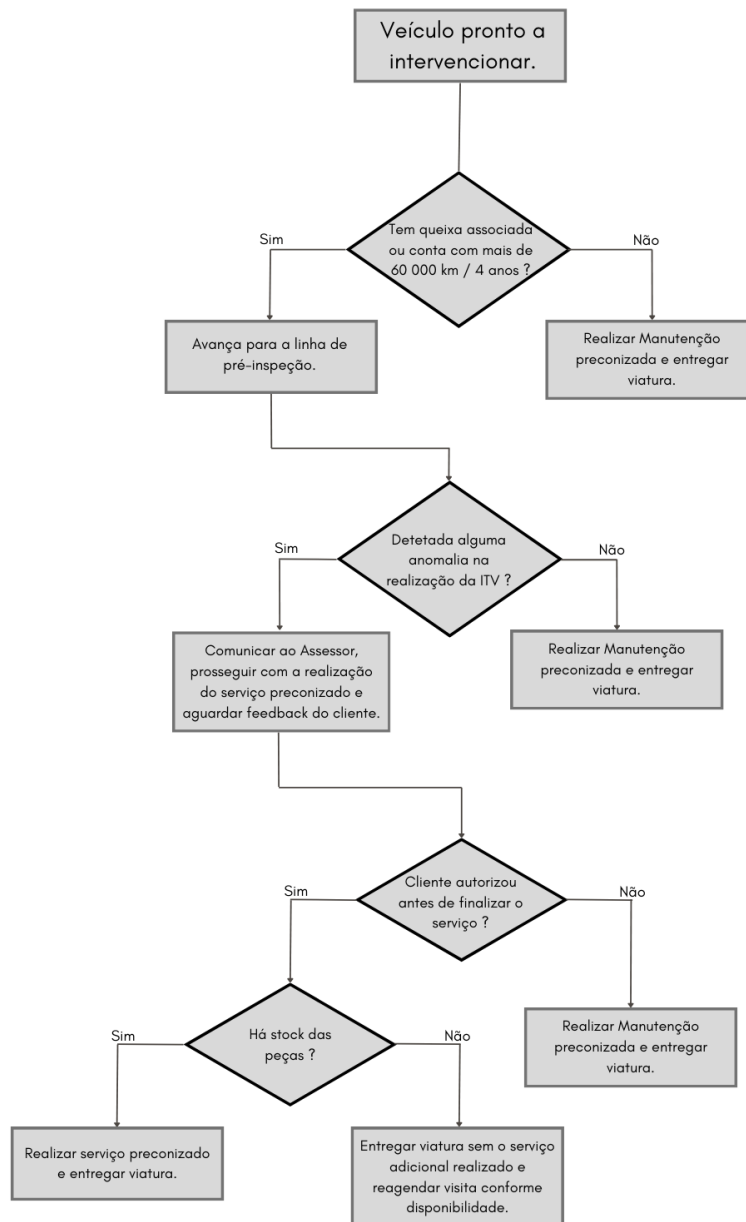 Veículo pronto a
intervencionar.
Tem queixa associada
ou conta com mais de
60 000 km / 4 anos ?
Sim
Não
Avança para a linha de
pré-inspeção.
Realizar Manutenção
preconizada e entregar
viatura.
Detetada alguma
anomalia na
realização da ITV ?
Sim
Não
Comunicar ao Assessor,
prosseguir com a realização
do serviço preconizado e
aguardar feedback do cliente.
Realizar Manutenção
preconizada e entregar
viatura.
Cliente autorizou
antes de finalizar o
serviço ?
Sim
Não
Há stock das
peças ?
Sim
Não
Realizar Manutenção
preconizada e entregar
viatura.
Realizar serviço preconizado
e entregar viatura.
Entregar viatura sem o serviço
adicional realizado e
reagendar visita conforme
disponibilidade.